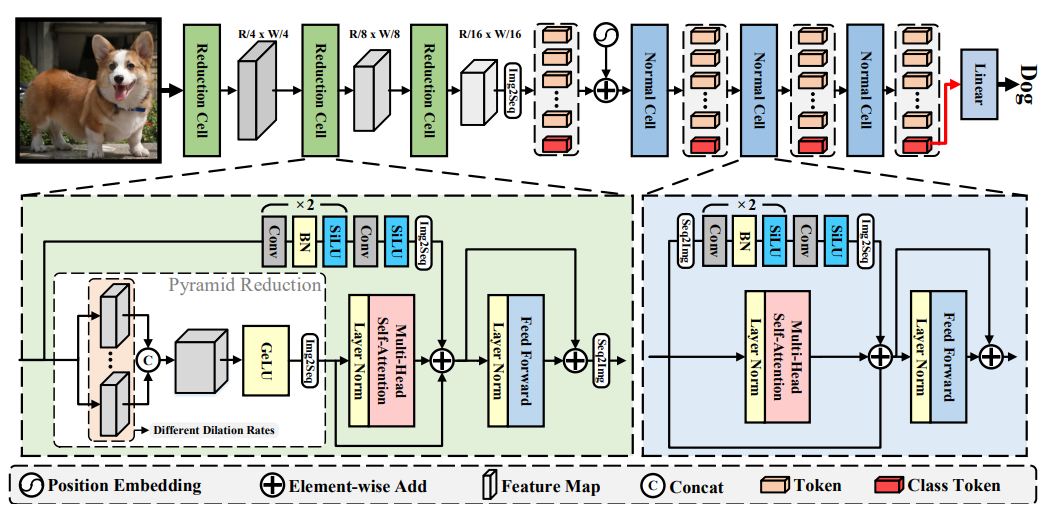 R/4 x W/4
R/8 x W/8
R/16 x W/16
Reduction Cell
Reduction Cell
Reduction Cell
Img2Seq
Normal Cell
Normal Cell
Normal Cell
Linear
Dog
× 2
Conv
BN
SiLU
Conv
SiLU
Img2Seq
Pyramid Reduction
C
GeLU
Img2Seq
Layer Norm
Multi-Head
Self-Attention
Layer Norm
Feed Forward
Seq2Img
Different Dilation Rates
× 2
Seq2Img
Conv
BN
SiLU
Conv
SiLU
Img2Seq
Layer Norm
Multi-Head
Self-Attention
Layer Norm
Feed Forward
Position Embedding
Element-wise Add
Feature Map
C
Concat
Token
Class Token